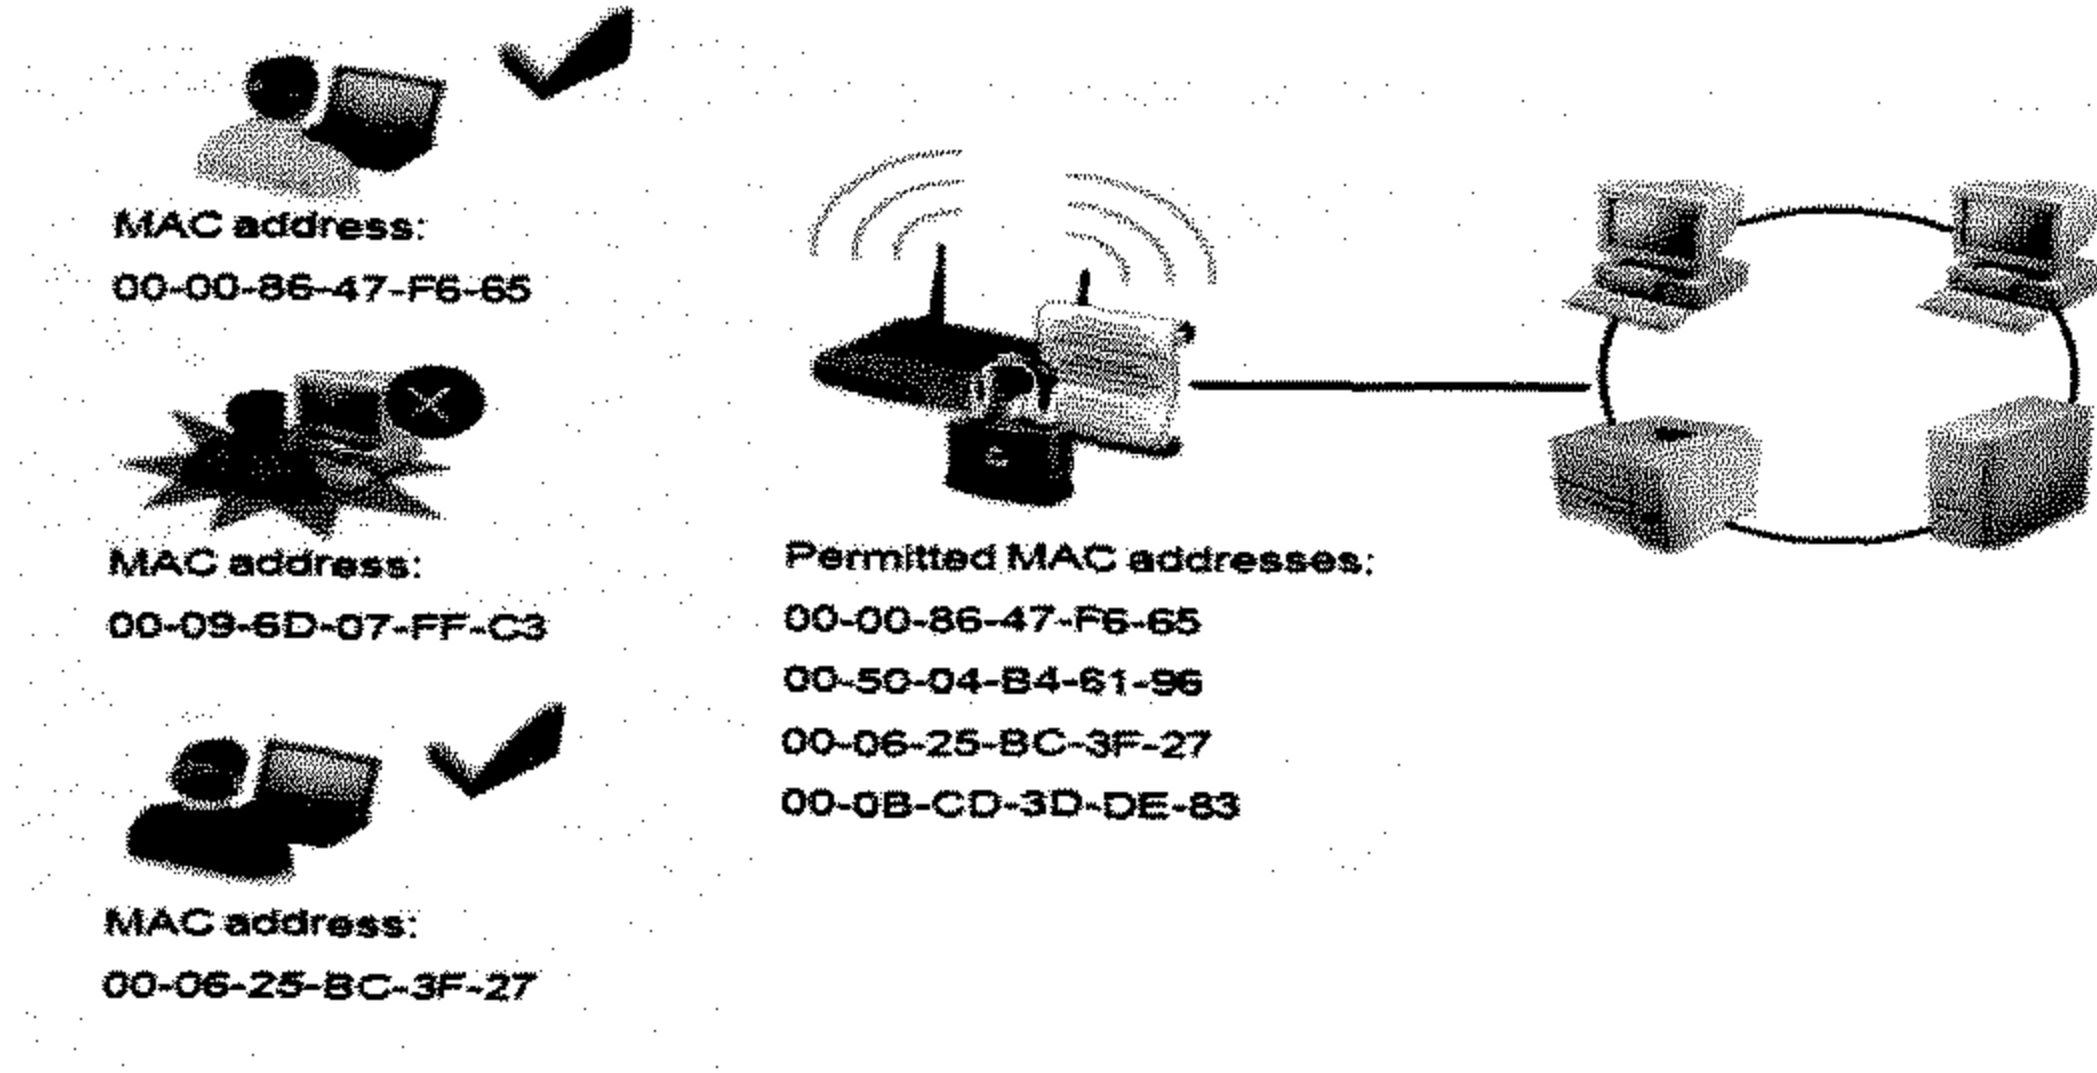 MAC address:
00-00-86-47-F6-65
MAC address:
00-09-6D-07-FF-C3
MAC address:
00-06-25-BC-3F-27
Permitted MAC addresses:
00-00-86-47-F6-65
00-50-04-B4-61-96
00-06-25-BC-3F-27
00-0B-CD-3D-DE-83